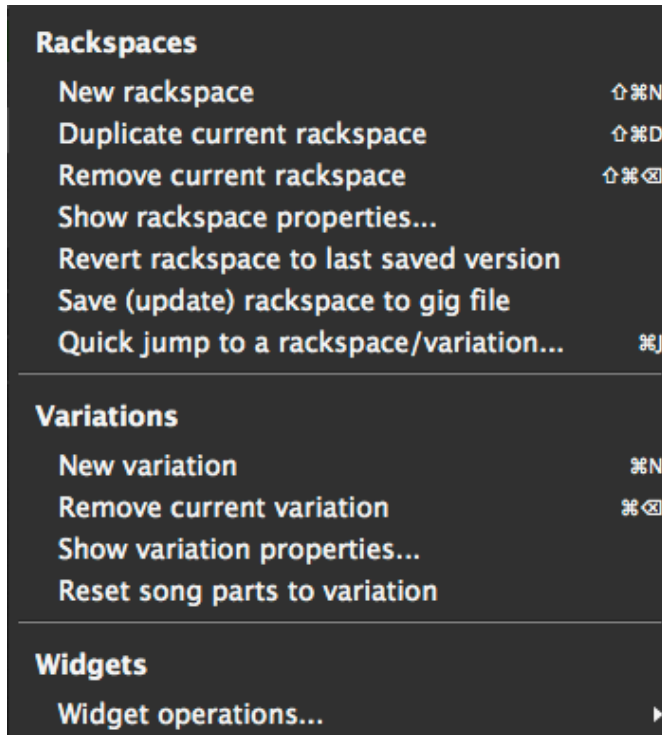 Rackspaces
New rackspace ⇧⌘N
Duplicate current rackspace ⇧⌘D
Remove current rackspace ⇧⌘⌫
Show rackspace properties...
Revert rackspace to last saved version
Save (update) rackspace to gig file
Quick jump to a rackspace/variation... ⌘J
Variations
New variation ⌘N
Remove current variation ⌘⌫
Show variation properties...
Reset song parts to variation
Widgets
Widget operations...